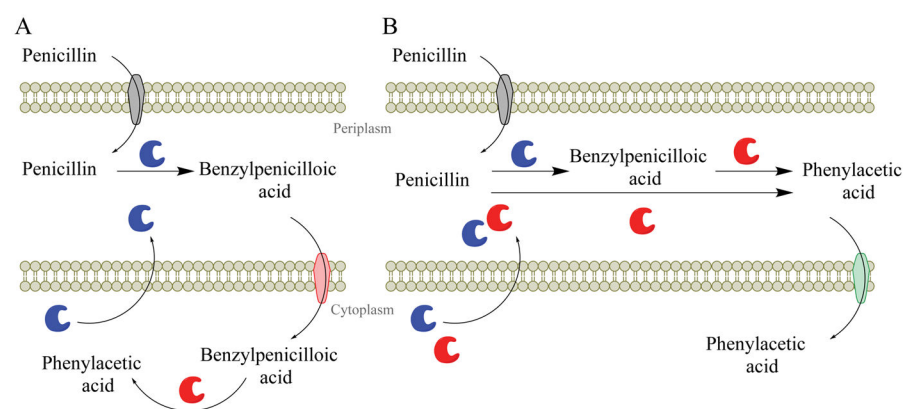 A
Penicillin
Periplasm
Penicillin
Benzylpenicilloic
acid
Cytoplasm
Benzylpenicilloic
acid
Phenylacetic
acid
B
Penicillin
Penicillin
Benzylpenicilloic
acid
Phenylacetic
acid
Phenylacetic
acid